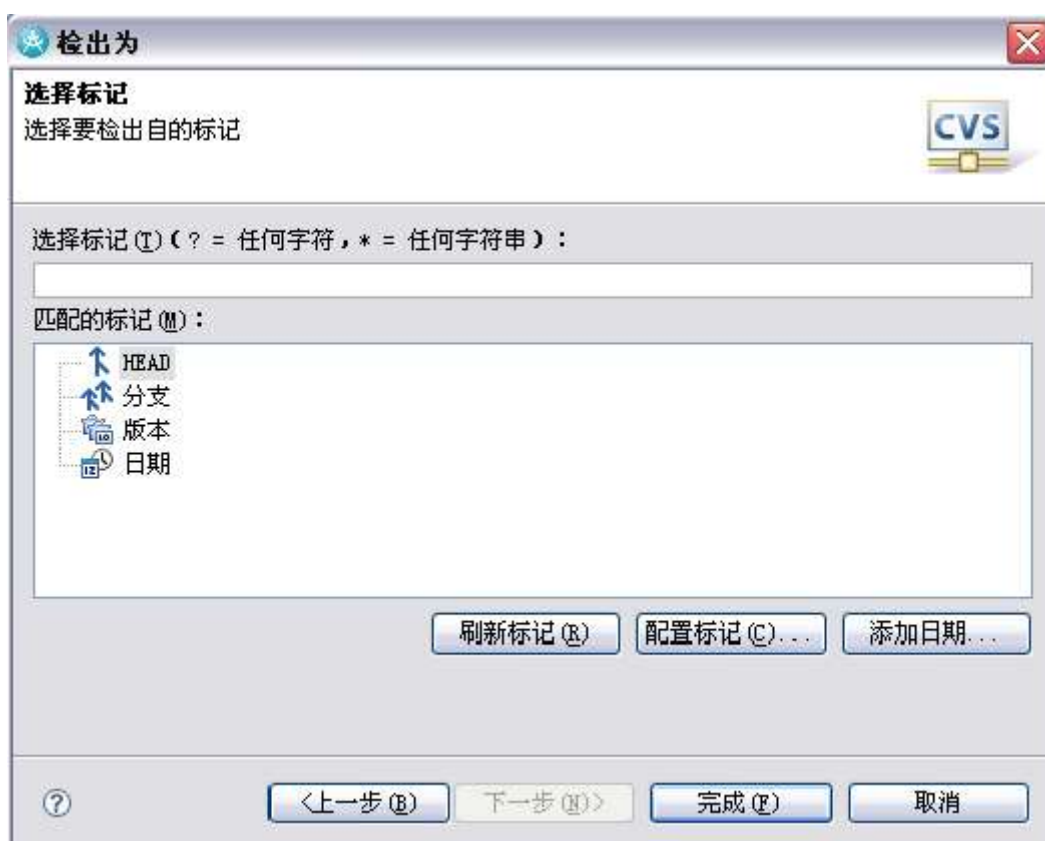 检出为
选择标记
选择要检出自的标记
CVS
选择标记(T)(? = 任何字符,* = 任何字符串):
匹配的标记(M):
HEAD
分支
版本
日期
刷新标记(R) 配置标记(C)... 添加日期...
<上一步(B) 下一步(N)> 完成(F) 取消